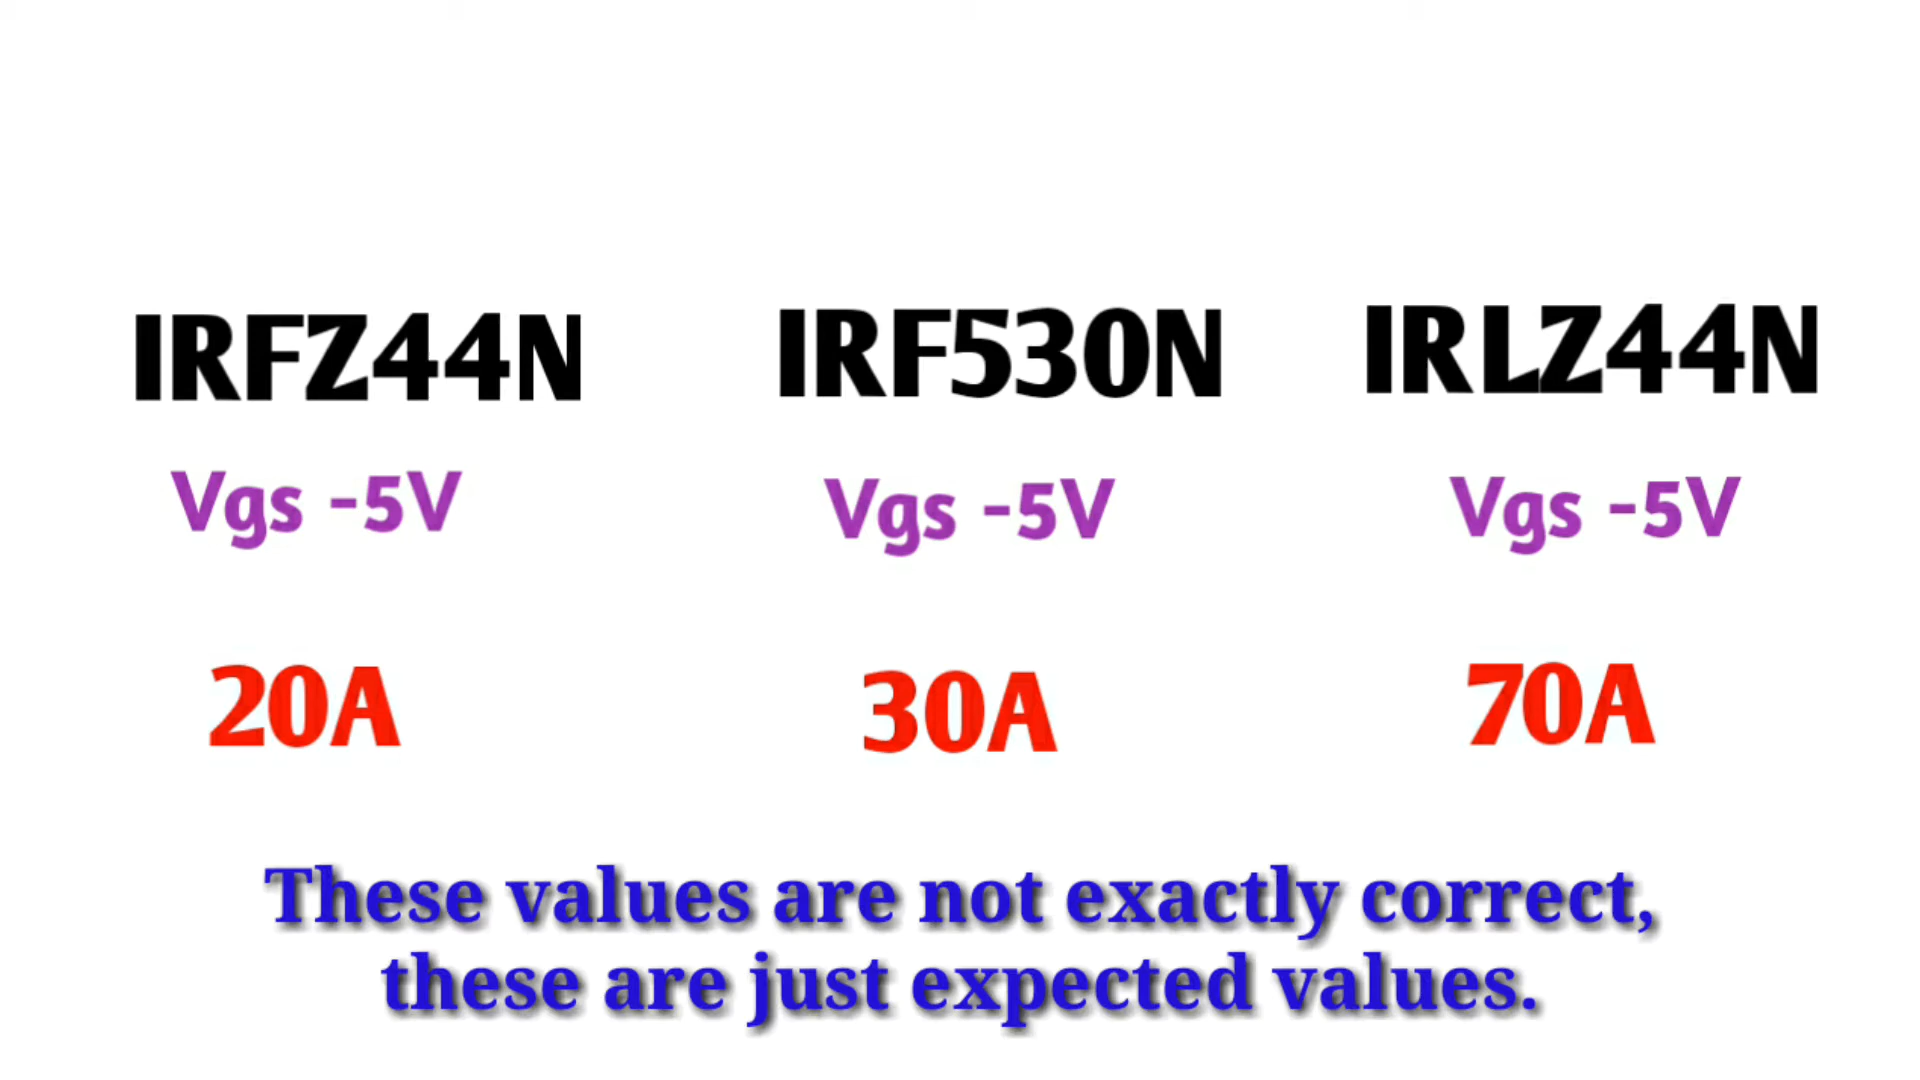 IRFZ44N IRF530N IRLZ44N
Vgs -5V Vgs -5V Vgs -5V
20A 30A 70A
These values are not exactly correct,
these are just expected values.